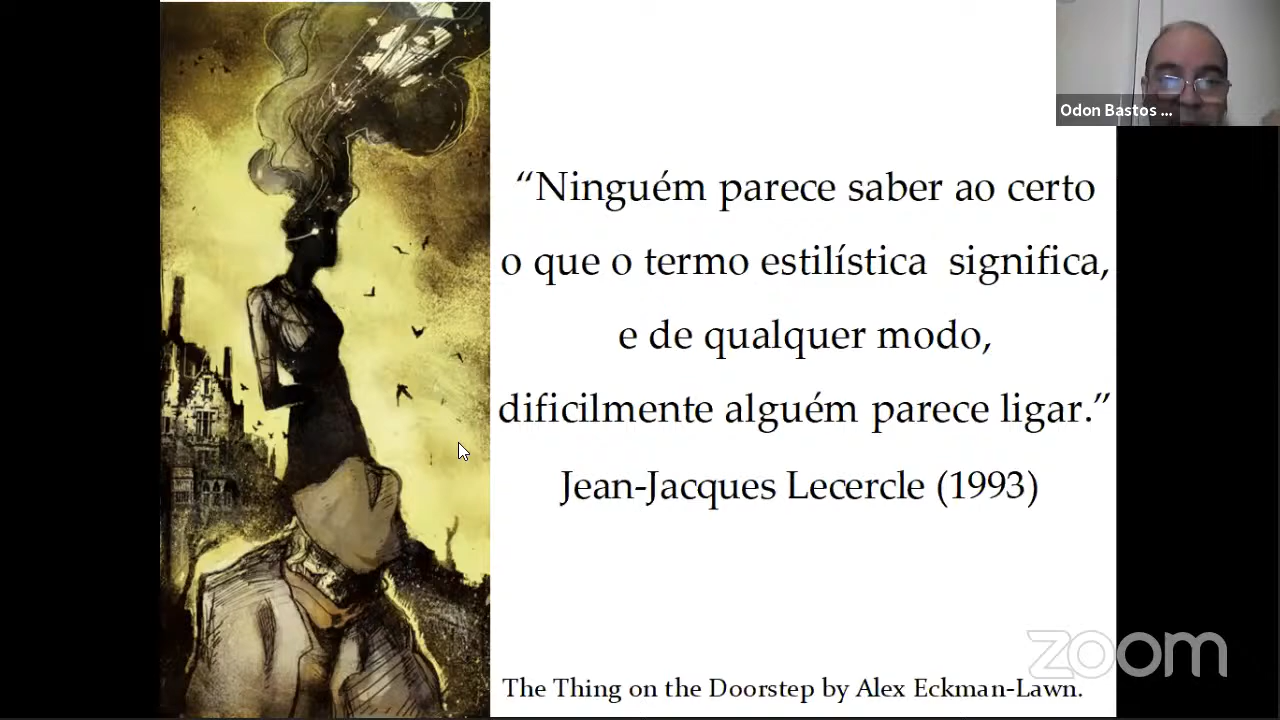 Odon Bastos ...
“Ninguém parece saber ao certo
o que o termo estilística significa,
e de qualquer modo,
dificilmente alguém parece ligar.”
Jean-Jacques Lecercle (1993)
zoom
The Thing on the Doorstep by Alex Eckman-Lawn.